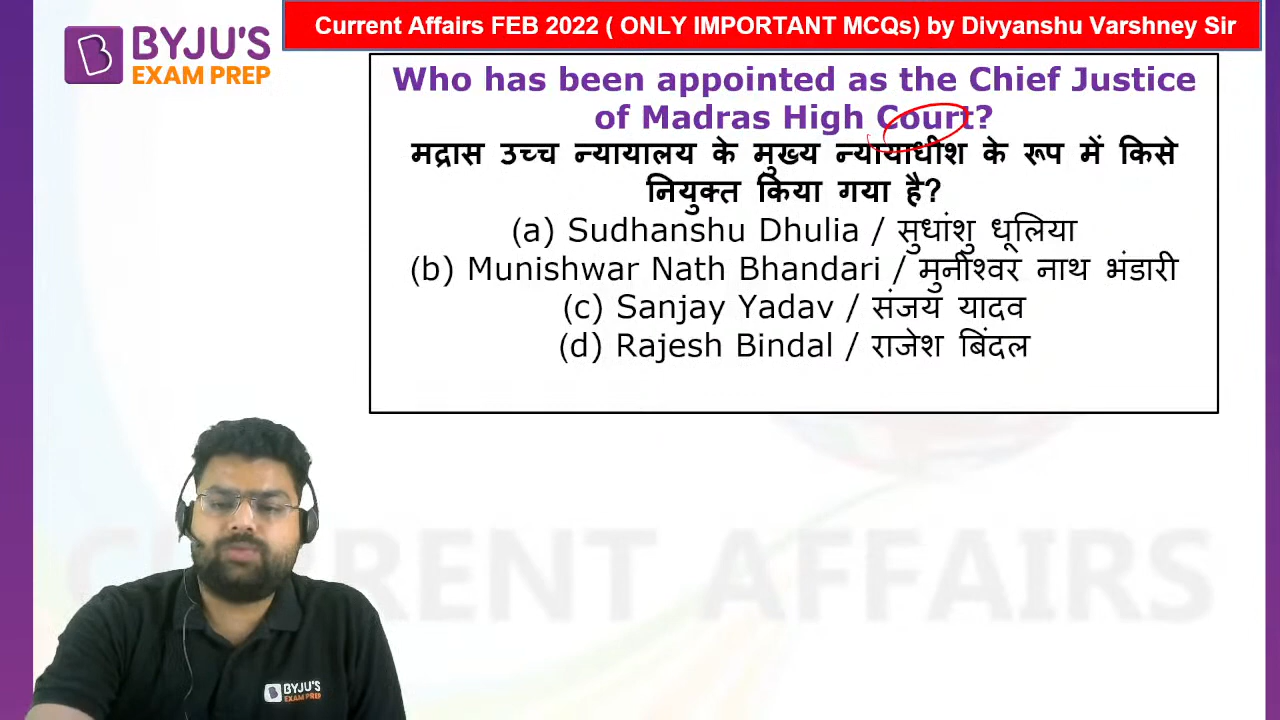 BYJU'S
EXAM PREP
Current Affairs FEB 2022 ( ONLY IMPORTANT MCQs) by Divyanshu Varshney Sir
Who has been appointed as the Chief Justice
of Madras High Court?
मद्रास उच्च न्यायालय के मुख्य न्यायाधीश के रूप में किसे
नियुक्त किया गया है?
(a) Sudhanshu Dhulia / सुधांशु धूलिया
(b) Munishwar Nath Bhandari / मुनीश्वर नाथ भंडारी
(c) Sanjay Yadav / संजय यादव
(d) Rajesh Bindal / राजेश बिंदल
CURRENT AFFAIRS
BYJU'S
EXAM PREP